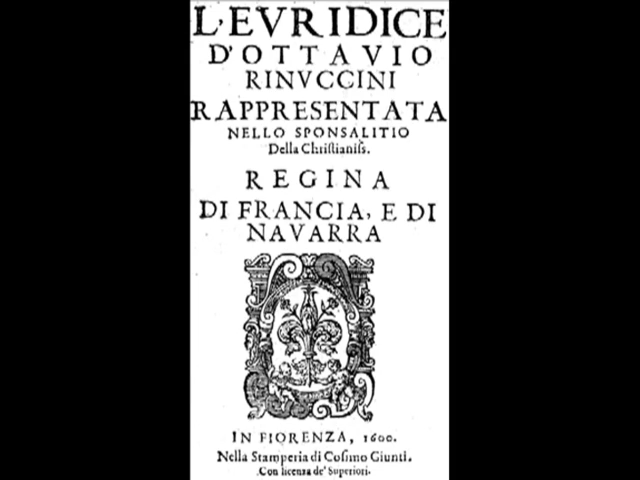 L'EVRIDICE
D'OTTAVIO
RINVCCINI
RAPPRESENTATA
NELLO SPONSALITIO
Della Chriſtianiſs.
REGINA
DI FRANCIA, E DI
NAVARRA
IN FIORENZA, 1600.
Nella Stamperia di Coſimo Giunti.
Con licenza de' Superiori.